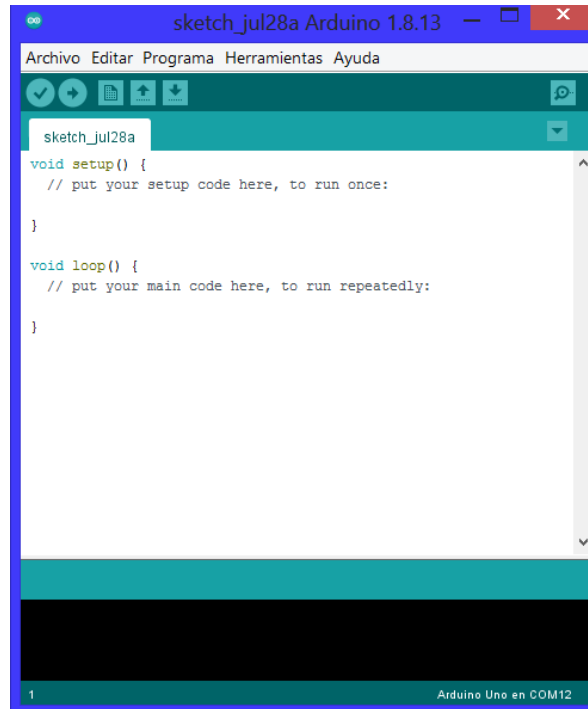 sketch_jul28a Arduino 1.8.13
Archivo Editar Programa Herramientas Ayuda
sketch_jul28a
void setup() {
  // put your setup code here, to run once:
}
void loop() {
  // put your main code here, to run repeatedly:
}
1
Arduino Uno en COM12